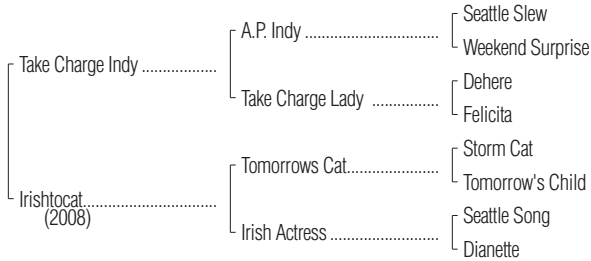 Seattle Slew
A.P. Indy ..............................
Weekend Surprise
Take Charge Indy .................
Dehere
Take Charge Lady ...............
Felicita
Storm Cat
Tomorrows Cat.....................
Tomorrow's Child
Irishtocat..............................
(2008)
Seattle Song
Irish Actress ........................
Dianette